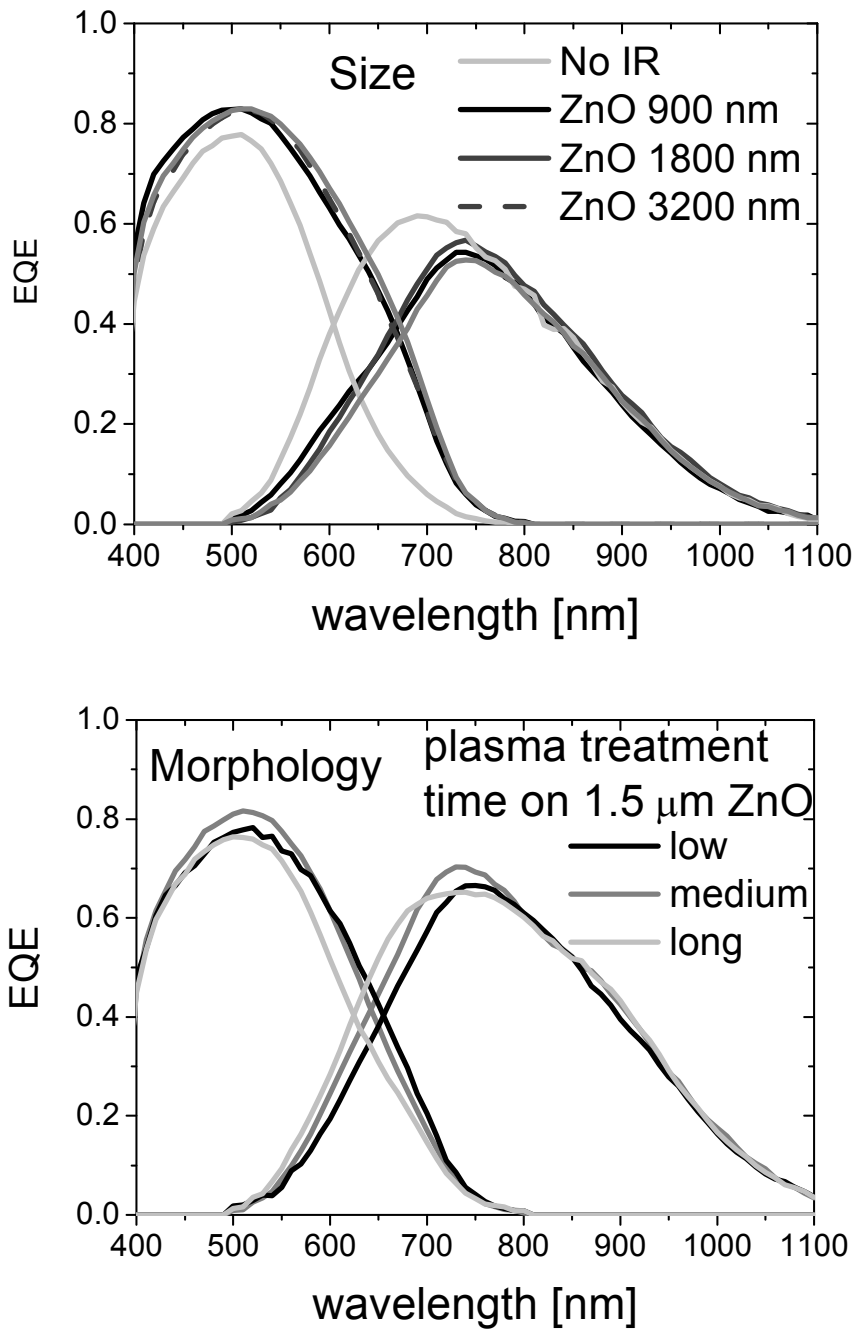 1.0
0.8
0.6
0.4
0.2
0.0
EQE
Size
No IR
ZnO 900 nm
ZnO 1800 nm
ZnO 3200 nm
400 500 600 700 800 900 1000 1100
wavelength [nm]
1.0
0.8
0.6
0.4
0.2
0.0
EQE
Morphology
plasma treatment
time on 1.5 μm ZnO
low
medium
long
400 500 600 700 800 900 1000 1100
wavelength [nm]